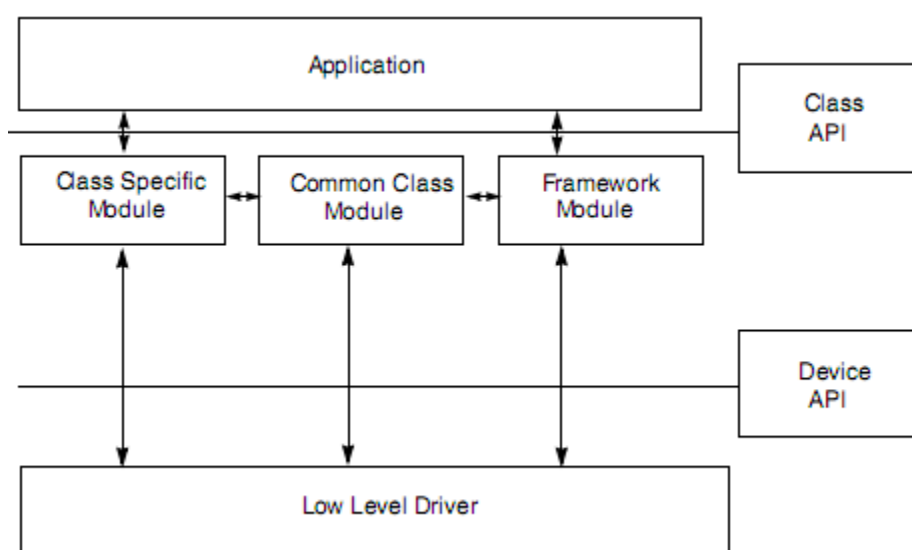 Application
Class
API
Class Specific
Module
Common Class
Module
Framework
Module
Device
API
Low Level Driver